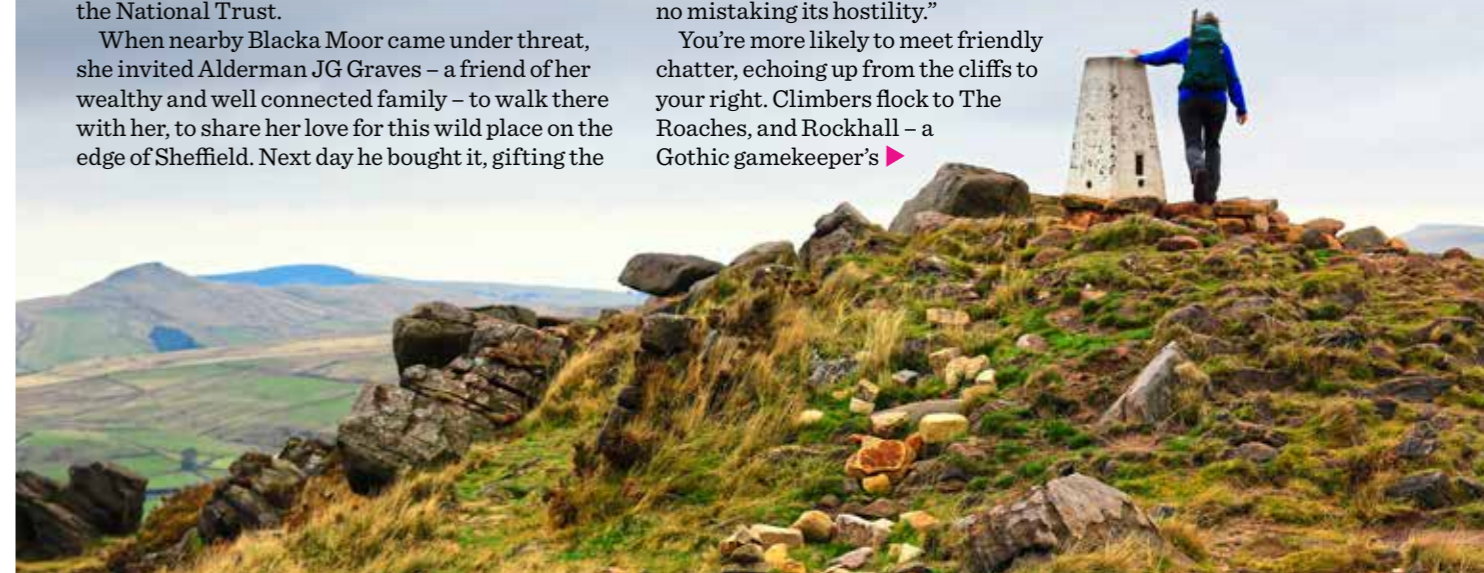 the National Trust.
When nearby Blacka Moor came under threat,
she invited Alderman JG Graves – a friend of her
wealthy and well connected family – to walk there
with her, to share her love for this wild place on the
edge of Sheffield. Next day he bought it, gifting the
no mistaking its hostility.”
You’re more likely to meet friendly
chatter, echoing up from the cliffs to
your right. Climbers flock to The
Roaches, and Rockhall – a
Gothic gamekeeper’s